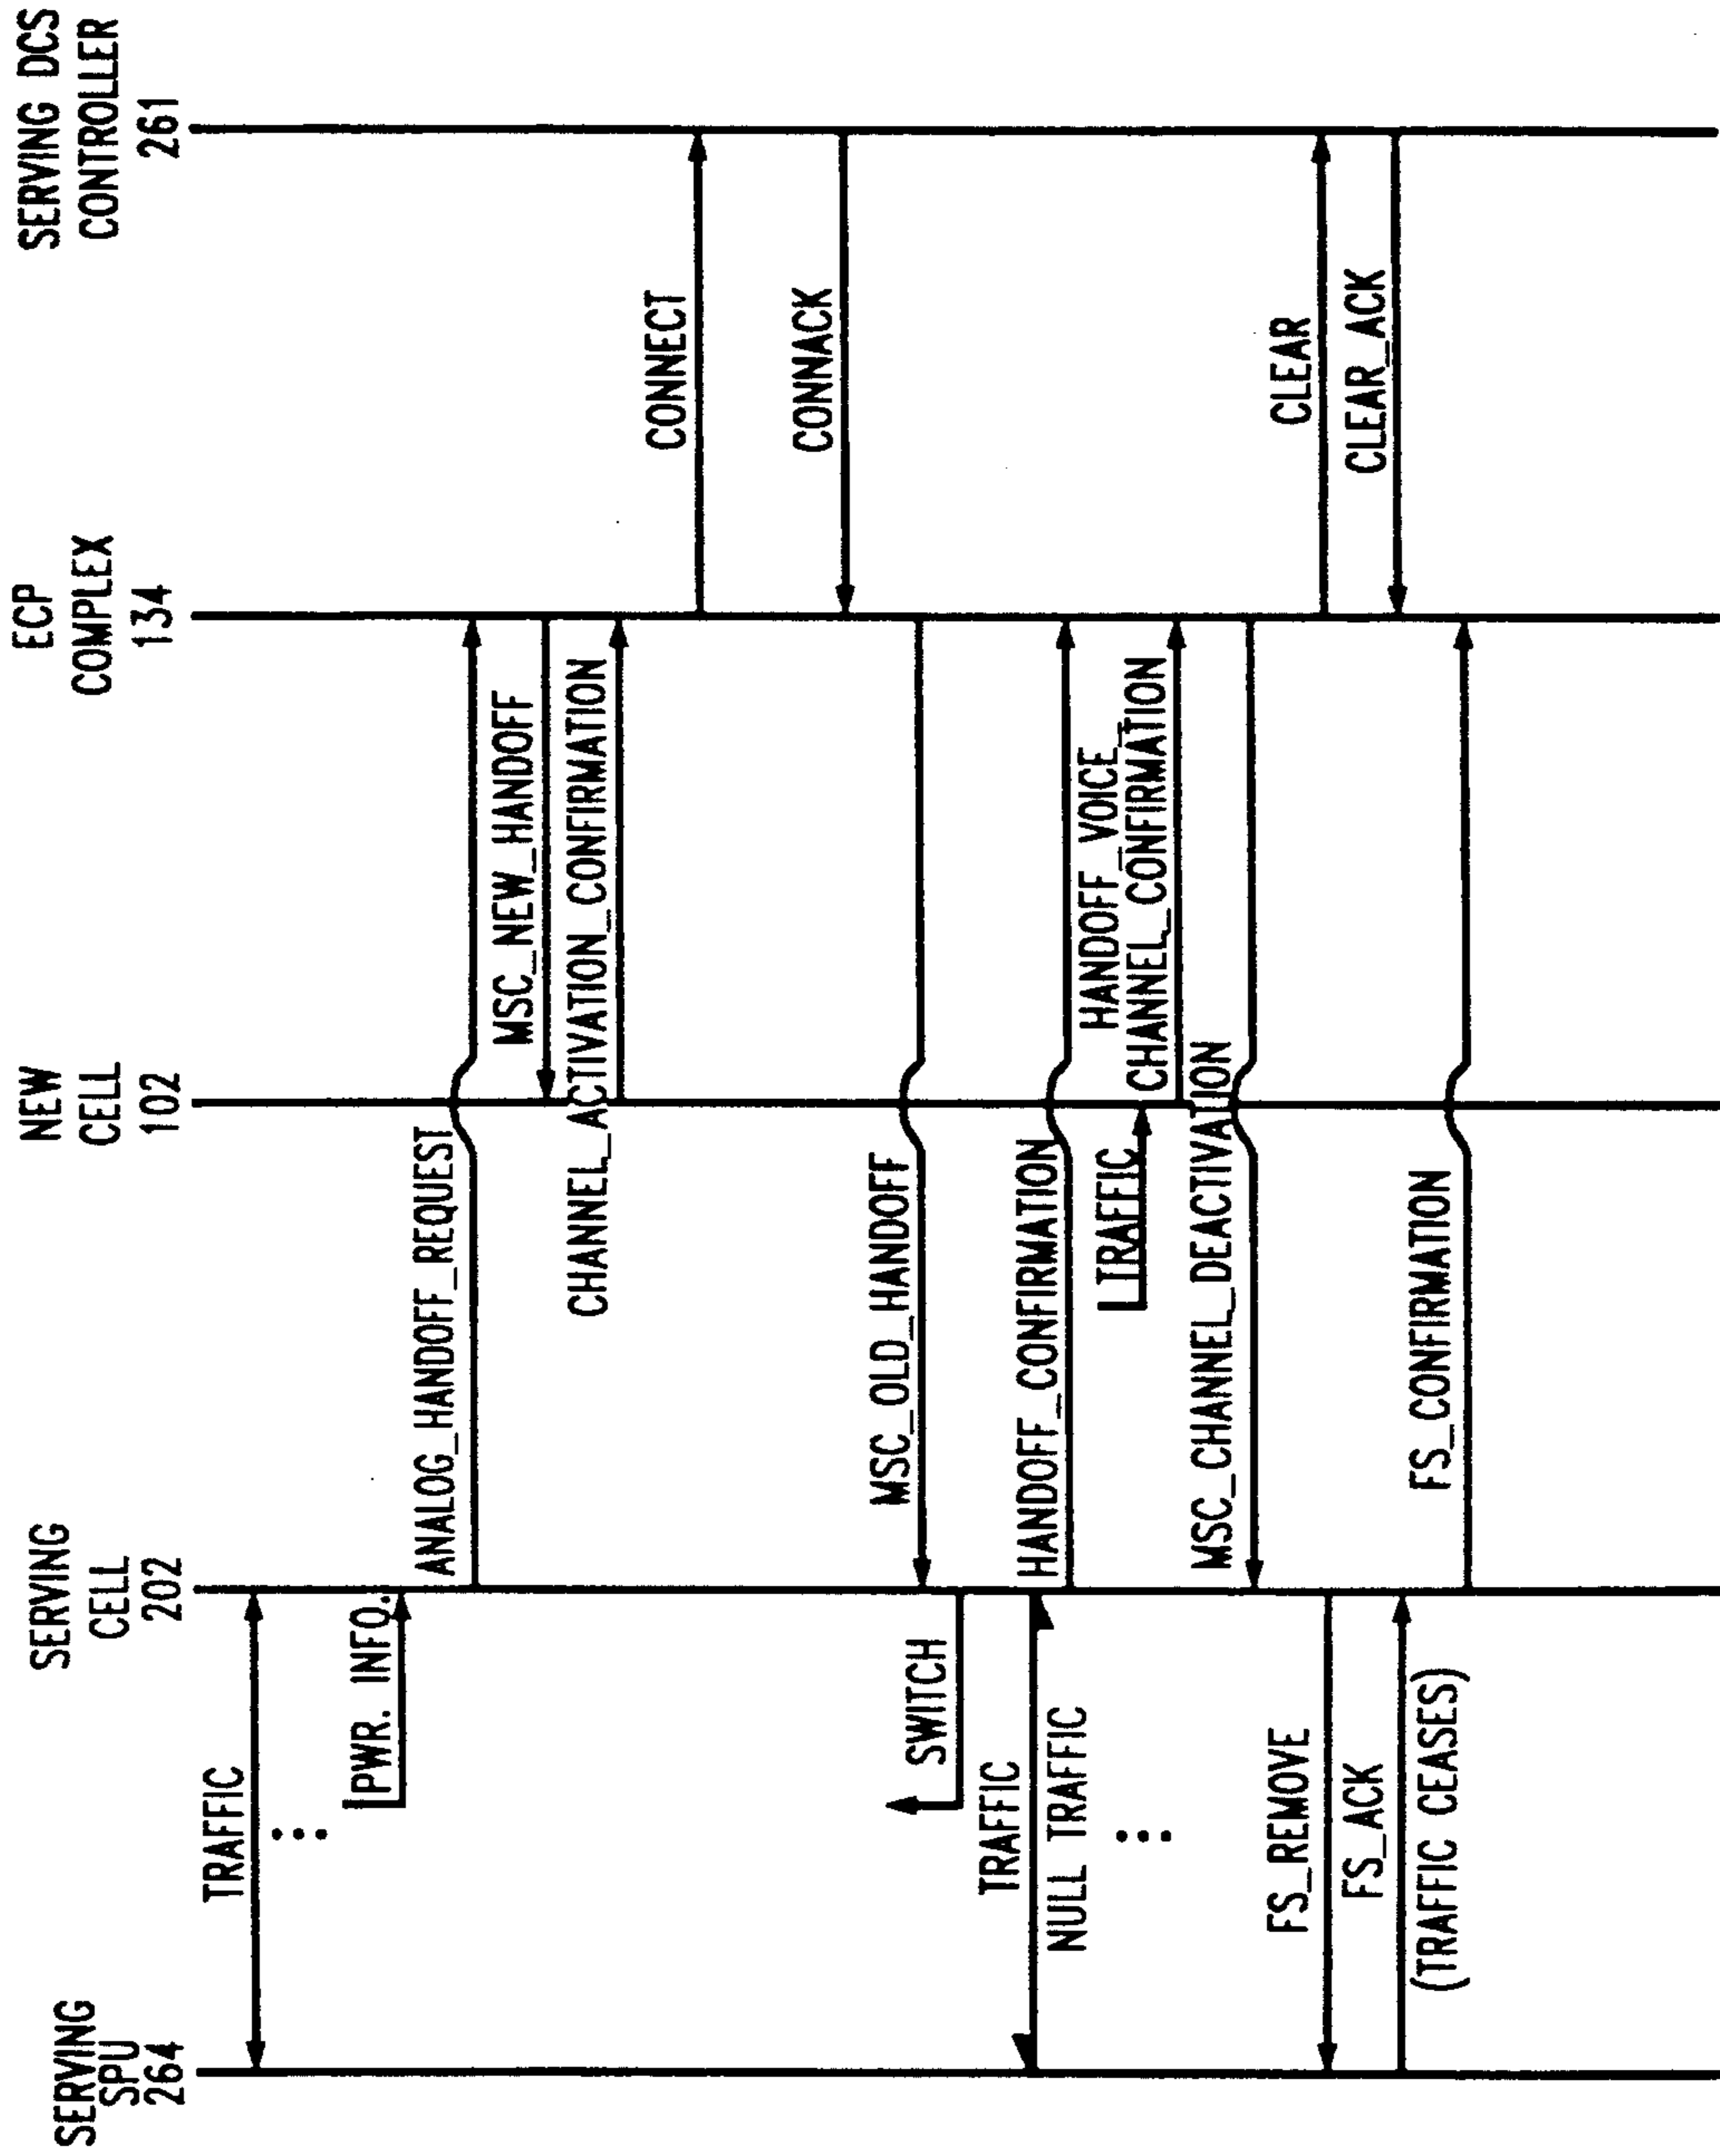 SERVING
SPU
264
SERVING
CELL
202
NEW
CELL
102
ECP
COMPLEX
134
SERVING DCS
CONTROLLER
261
TRAFFIC
PWR. INFO.
ANALOG_HANDOFF_REQUEST
MSC_NEW_HANDOFF
CHANNEL_ACTIVATION_CONFIRMATION
CONNECT
CONNACK
MSC_OLD_HANDOFF
SWITCH
TRAFFIC
NULL TRAFFIC
HANDOFF_CONFIRMATION
TRAFFIC
HANDOFF_VOICE_
CHANNEL_CONFIRMATION
MSC_CHANNEL_DEACTIVATION
FS_REMOVE
CLEAR
FS_ACK
(TRAFFIC CEASES)
CLEAR_ACK
FS_CONFIRMATION